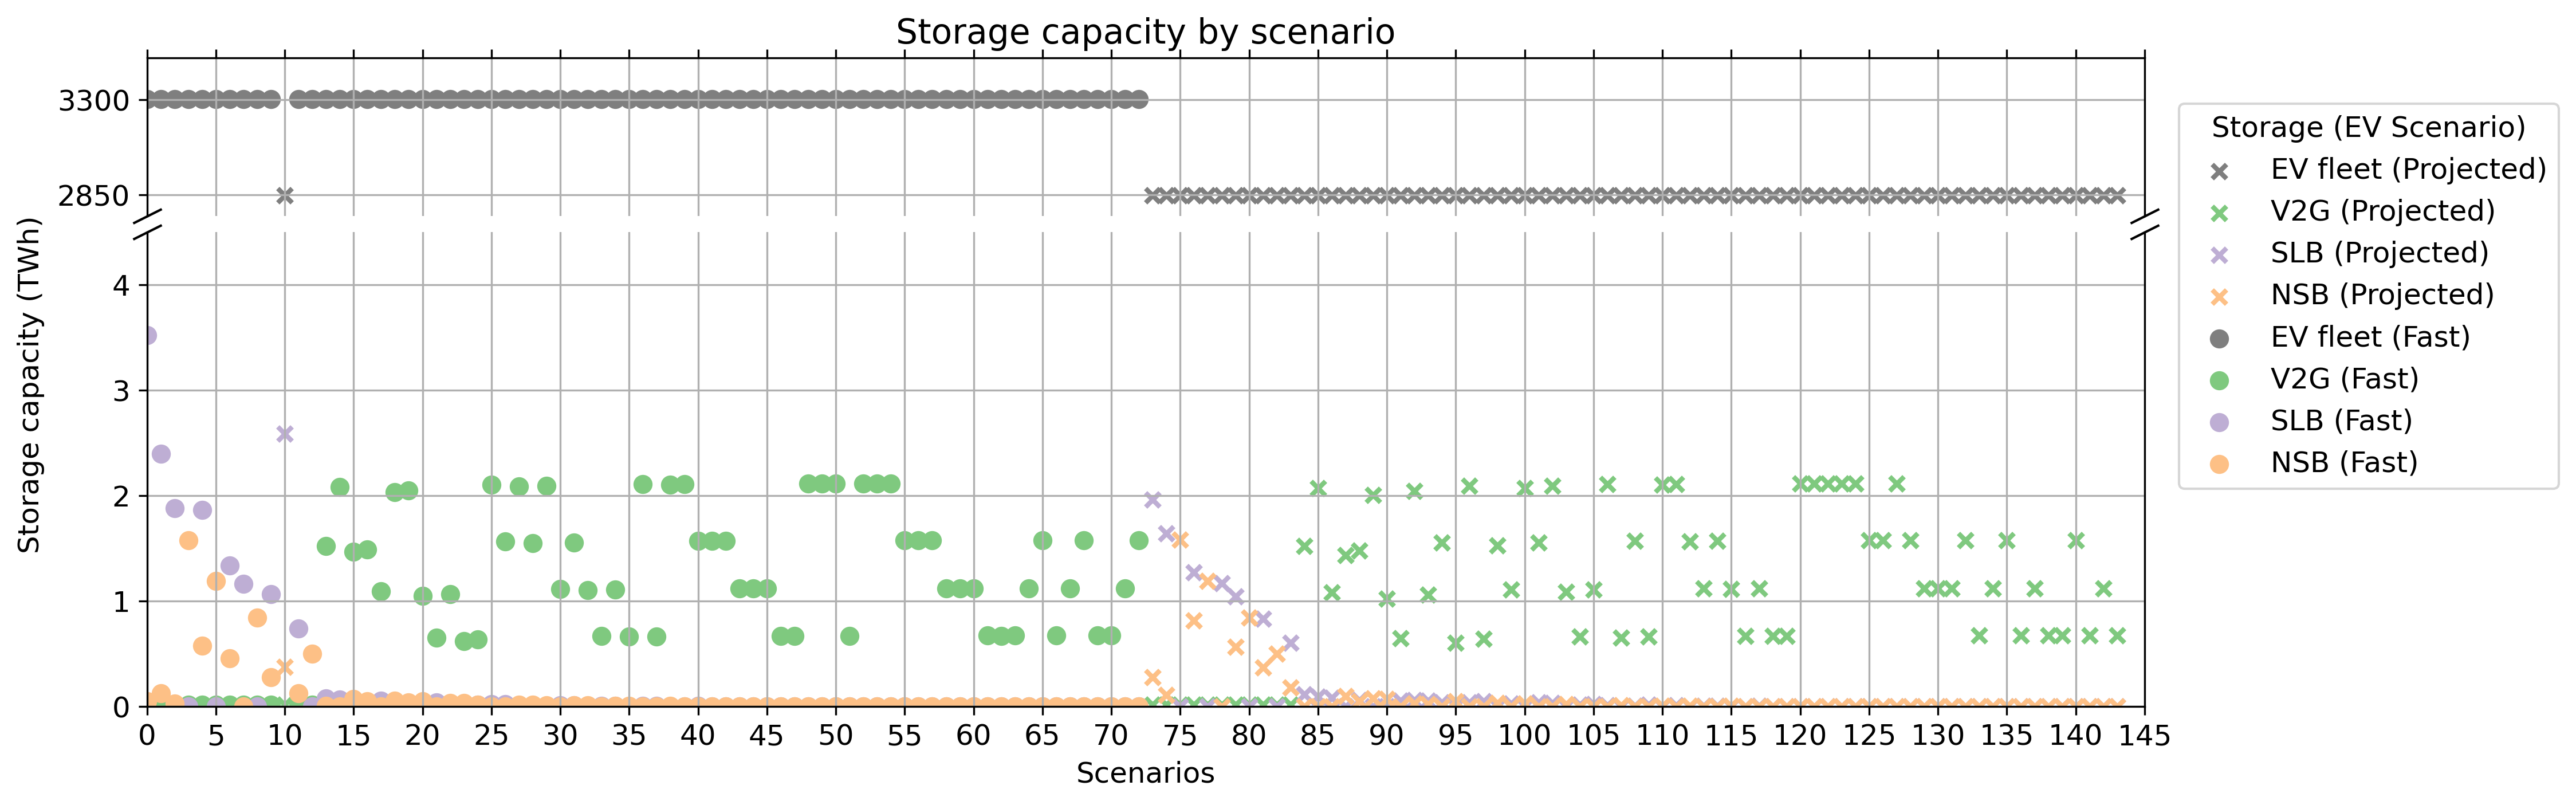 Storage capacity by scenario
Storage capacity (TWh)
3300
2850
4
3
2
1
0
0 5 10 15 20 25 30 35 40 45 50 55 60 65 70 75 80 85 90 95 100 105 110 115 120 125 130 135 140 145
Scenarios
Storage (EV Scenario)
EV fleet (Projected)
V2G (Projected)
SLB (Projected)
NSB (Projected)
EV fleet (Fast)
V2G (Fast)
SLB (Fast)
NSB (Fast)